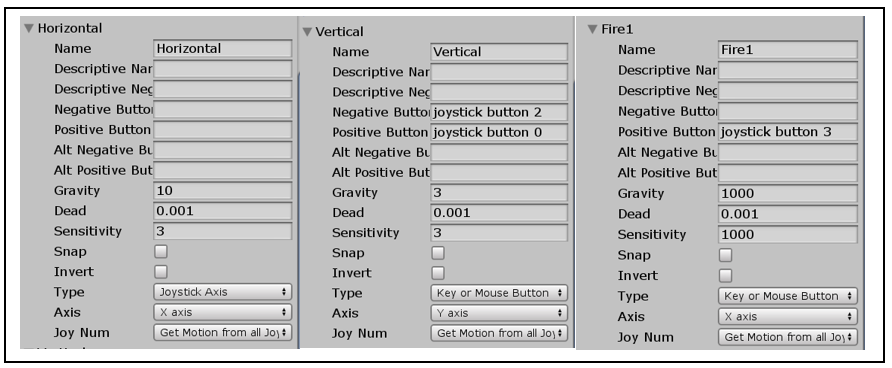 Horizontal
Name Horizontal
Descriptive Nar
Descriptive Neg
Negative Button
Positive Button
Alt Negative Bu
Alt Positive But
Gravity 10
Dead 0.001
Sensitivity 3
Snap
Invert
Type Joystick Axis
Axis X axis
Joy Num Get Motion from all Joy
Vertical
Name Vertical
Descriptive Nar
Descriptive Neg
Negative Button joystick button 2
Positive Button joystick button 0
Alt Negative Bu
Alt Positive But
Gravity 3
Dead 0.001
Sensitivity 3
Snap
Invert
Type Key or Mouse Button
Axis Y axis
Joy Num Get Motion from all Joy
Fire1
Name Fire1
Descriptive Nar
Descriptive Neg
Negative Button
Positive Button joystick button 3
Alt Negative Bu
Alt Positive But
Gravity 1000
Dead 0.001
Sensitivity 1000
Snap
Invert
Type Key or Mouse Button
Axis X axis
Joy Num Get Motion from all Joy